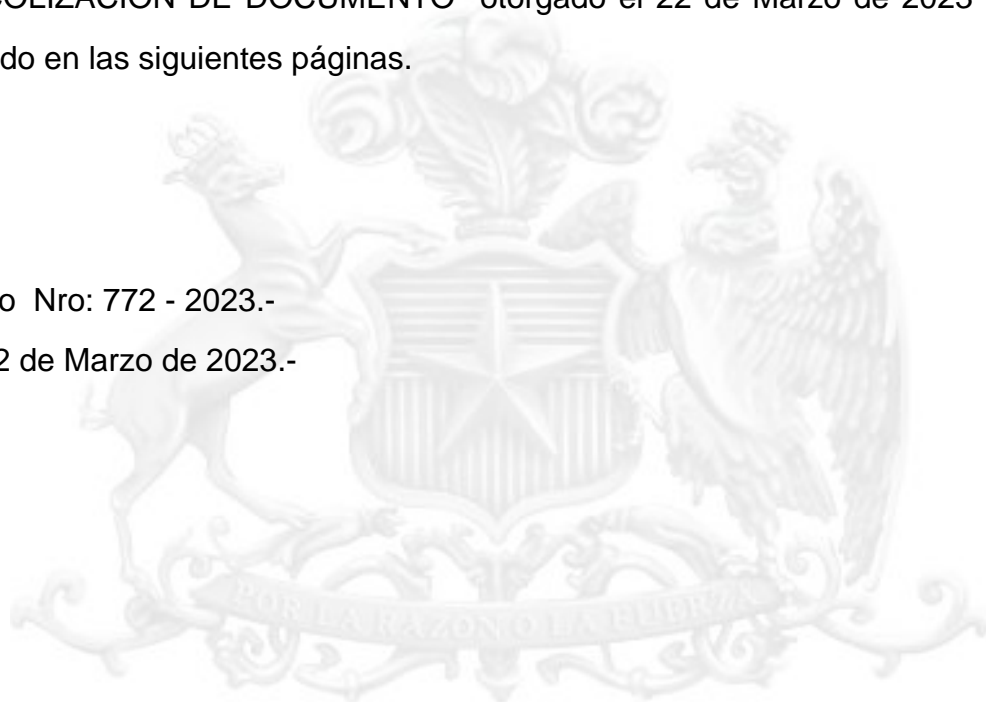 COLIZACION DE DOCUMENTO" otorgado el 22 de Marzo de 2023
do en las siguientes páginas.
o Nro: 772 - 2023.-
2 de Marzo de 2023.-
POR LA RAZON O LA FUERZA